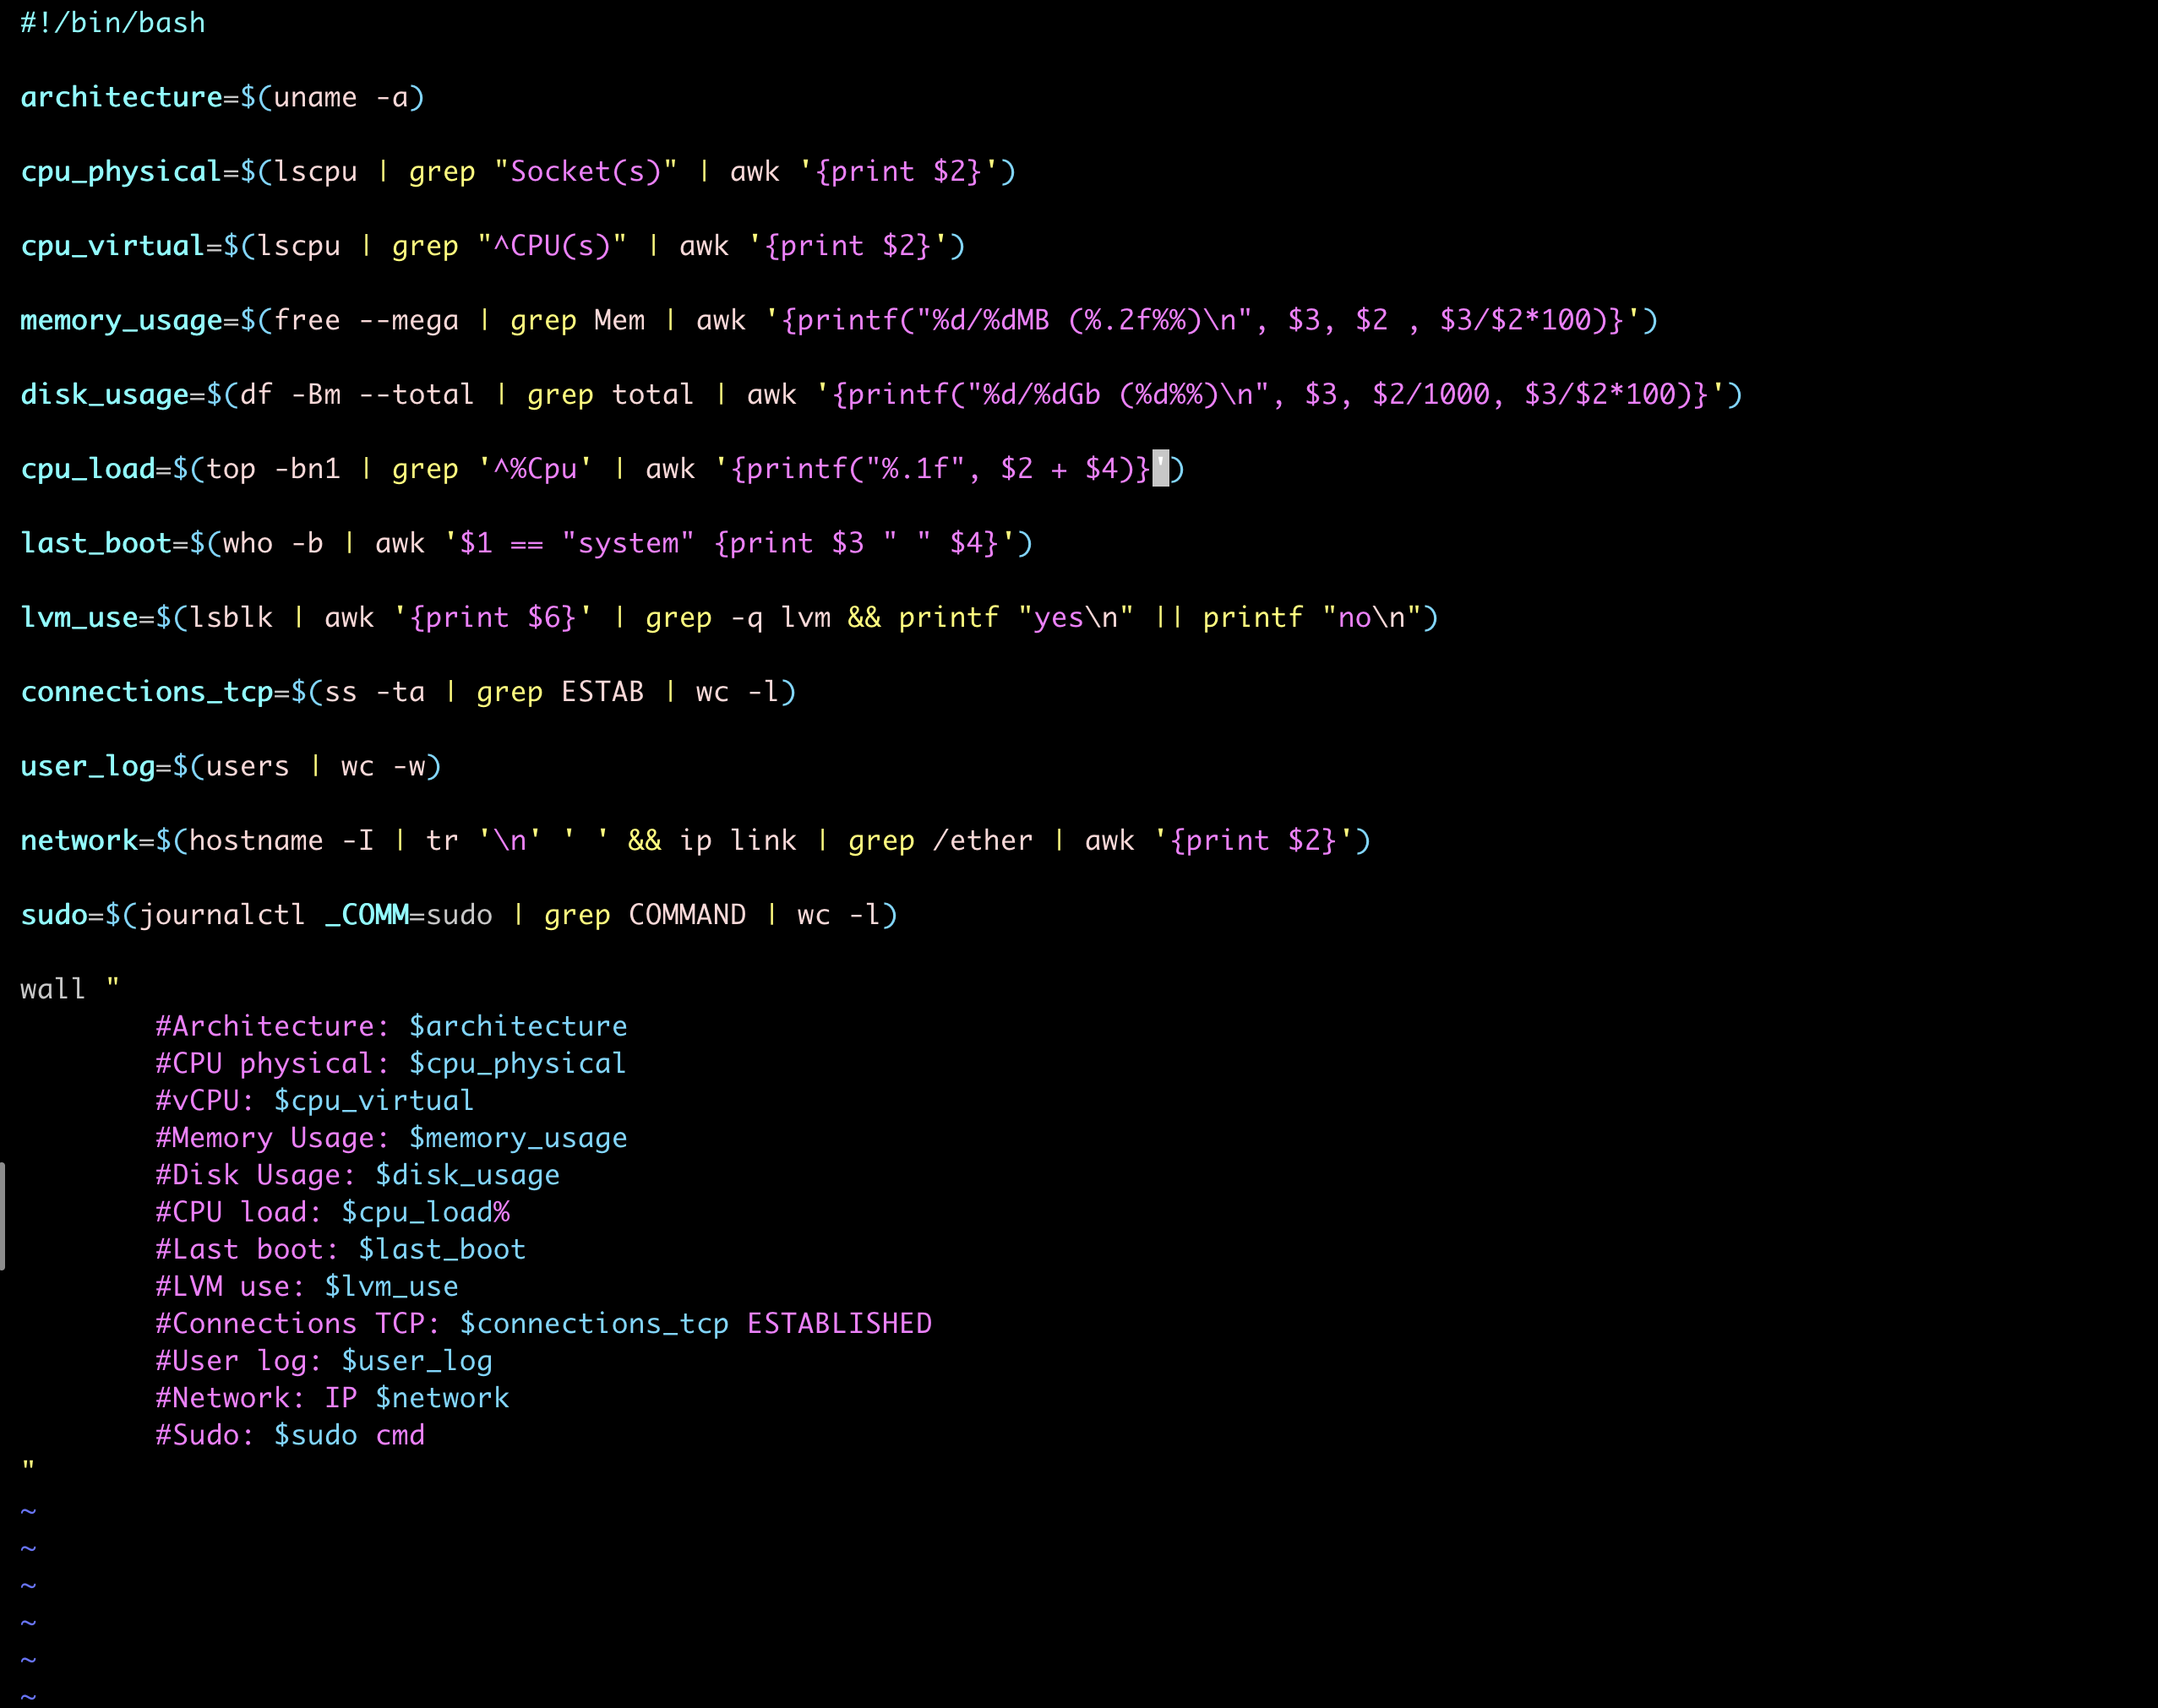 #!/bin/bash
architecture=$(uname -a)
cpu_physical=$(lscpu | grep "Socket(s)" | awk '{print $2}')
cpu_virtual=$(lscpu | grep "^CPU(s)" | awk '{print $2}')
memory_usage=$(free --mega | grep Mem | awk '{printf("%d/%dMB (%.2f%%)\n", $3, $2 , $3/$2*100)}')
disk_usage=$(df -Bm --total | grep total | awk '{printf("%d/%dGb (%d%%)\n", $3, $2/1000, $3/$2*100)}')
cpu_load=$(top -bn1 | grep '^%Cpu' | awk '{printf("%.1f", $2 + $4)}')
last_boot=$(who -b | awk '$1 == "system" {print $3 " " $4}')
lvm_use=$(lsblk | awk '{print $6}' | grep -q lvm && printf "yes\n" || printf "no\n")
connections_tcp=$(ss -ta | grep ESTAB | wc -l)
user_log=$(users | wc -w)
network=$(hostname -I | tr '\n' ' ' && ip link | grep /ether | awk '{print $2}')
sudo=$(journalctl _COMM=sudo | grep COMMAND | wc -l)
wall "
#Architecture: $architecture
#CPU physical: $cpu_physical
#vCPU: $cpu_virtual
#Memory Usage: $memory_usage
#Disk Usage: $disk_usage
#CPU load: $cpu_load%
#Last boot: $last_boot
#LVM use: $lvm_use
#Connections TCP: $connections_tcp ESTABLISHED
#User log: $user_log
#Network: IP $network
#Sudo: $sudo cmd
"
~
~
~
~
~
~